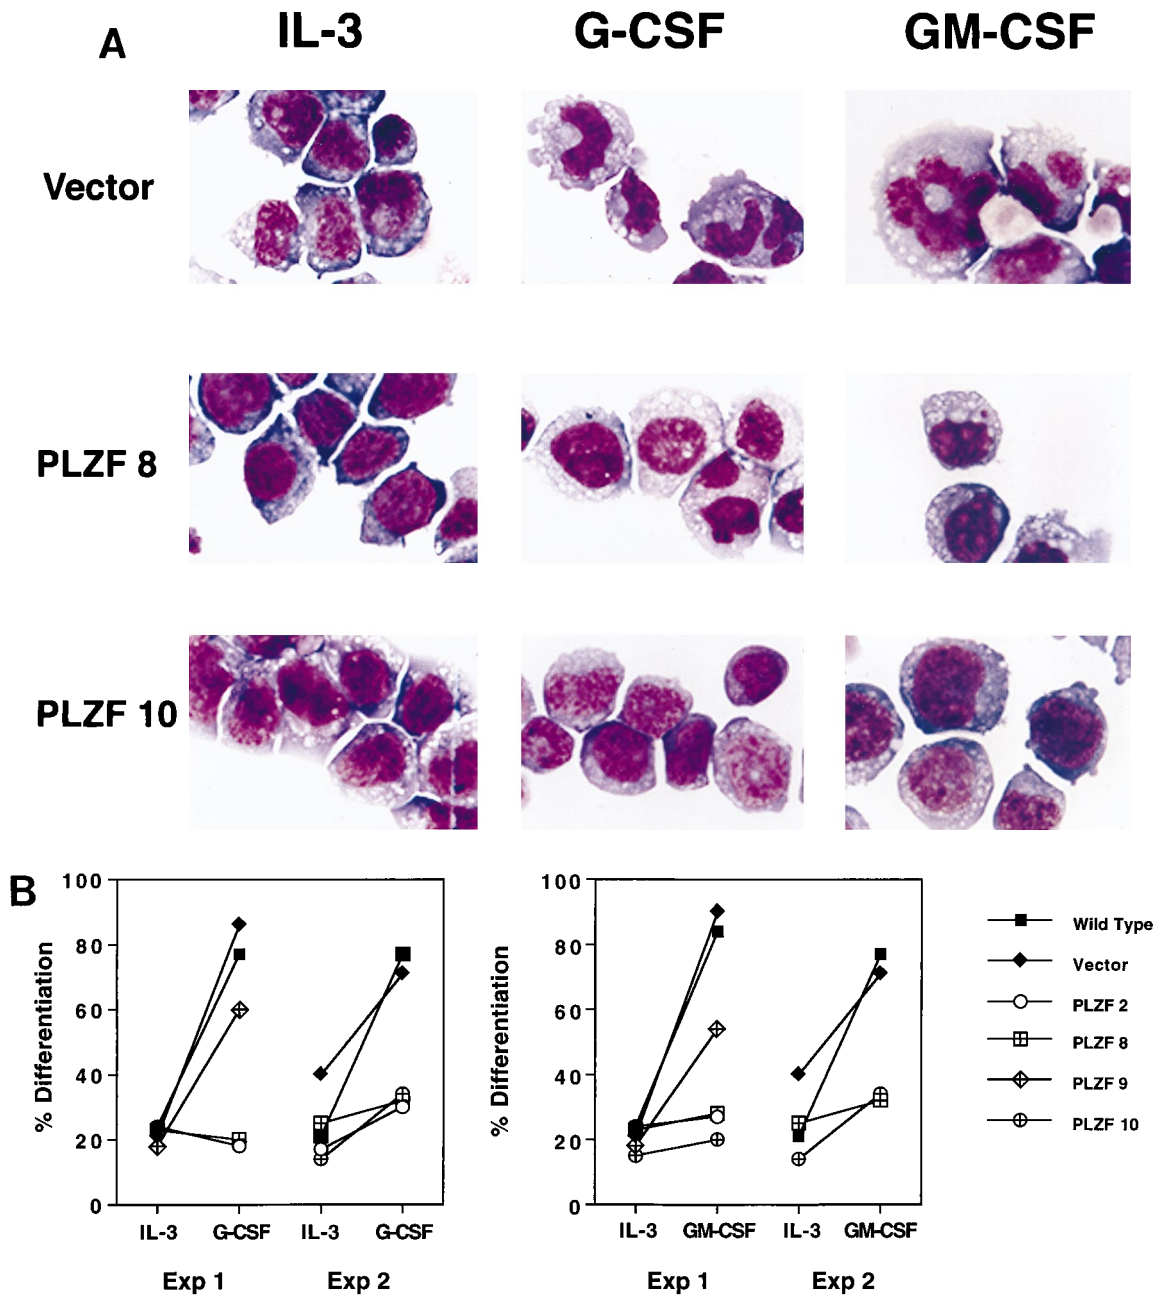 A
IL-3 G-CSF GM-CSF
Vector
PLZF 8
PLZF 10
B
100
80
60
40
20
0
% Differentiation
IL-3 G-CSF IL-3 G-CSF
Exp 1 Exp 2
100
80
60
40
20
0
% Differentiation
IL-3 GM-CSF IL-3 GM-CSF
Exp 1 Exp 2
Wild Type
Vector
PLZF 2
PLZF 8
PLZF 9
PLZF 10